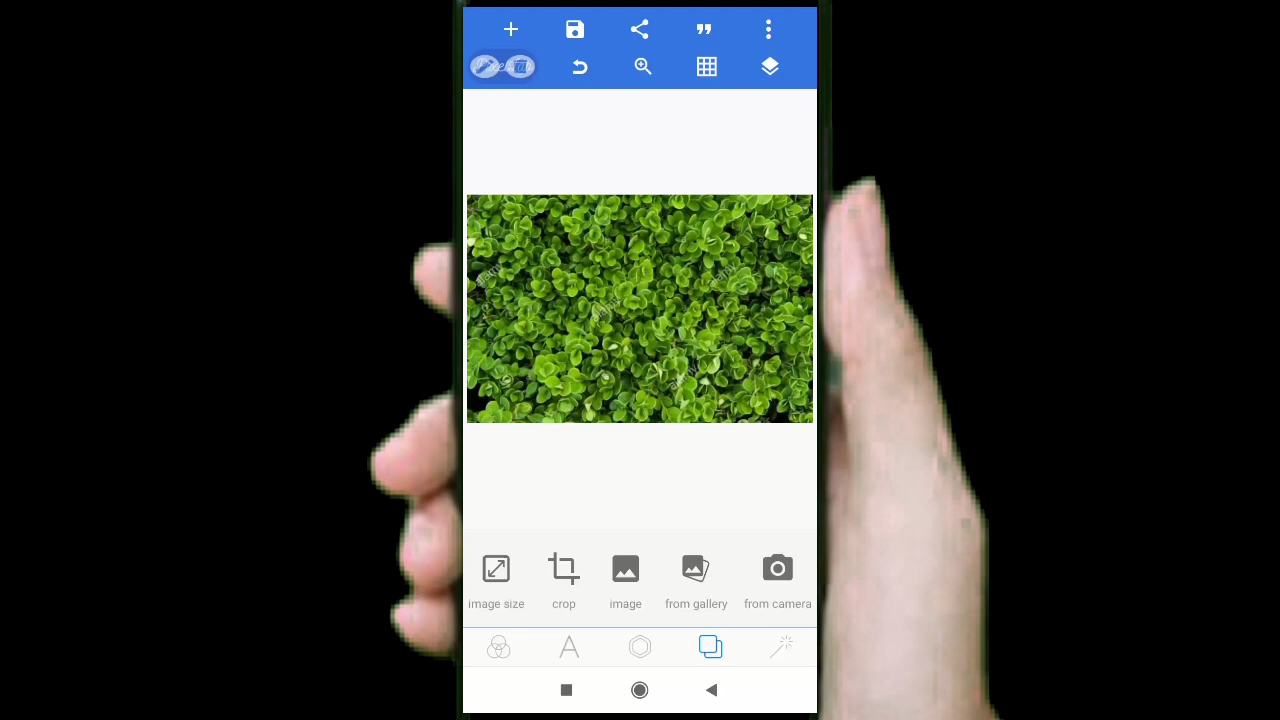 image size
crop
image
from gallery
from camera